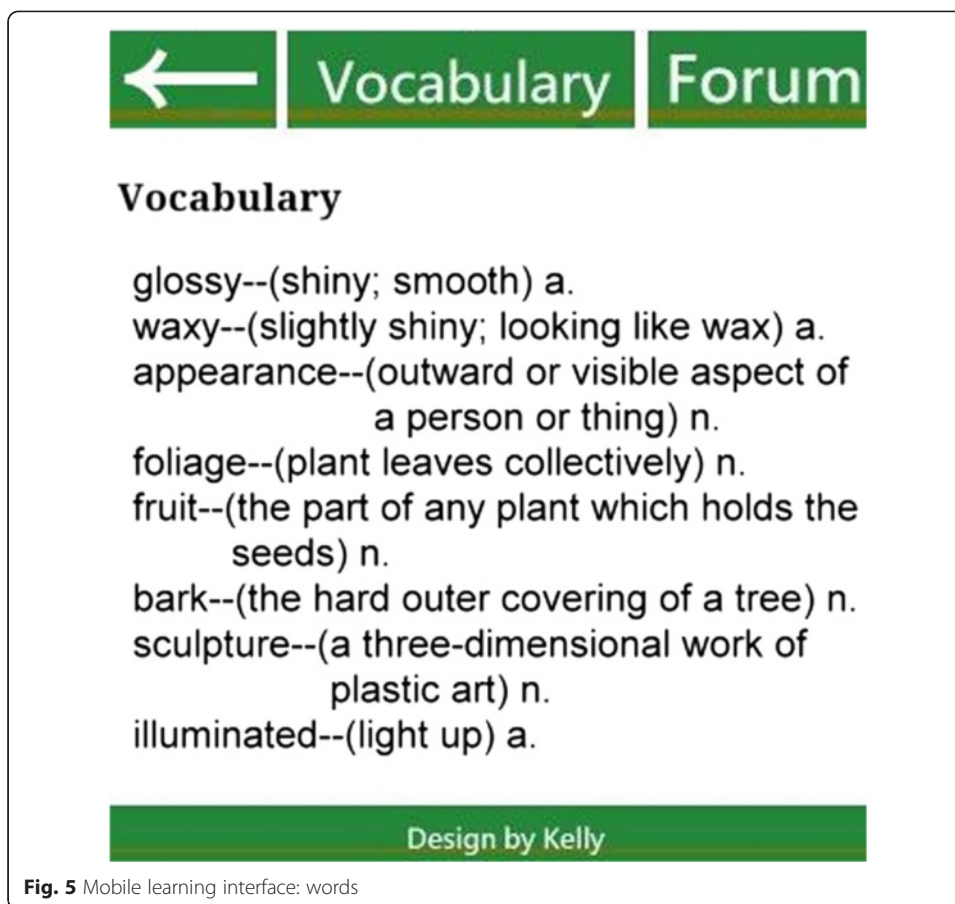 Vocabulary Forum
Vocabulary
glossy--(shiny; smooth) a.
waxy--(slightly shiny; looking like wax) a.
appearance--(outward or visible aspect of
a person or thing) n.
foliage--(plant leaves collectively) n.
fruit--(the part of any plant which holds the
seeds) n.
bark--(the hard outer covering of a tree) n.
sculpture--(a three-dimensional work of
plastic art) n.
illuminated--(light up) a.
Design by Kelly
Fig. 5 Mobile learning interface: words